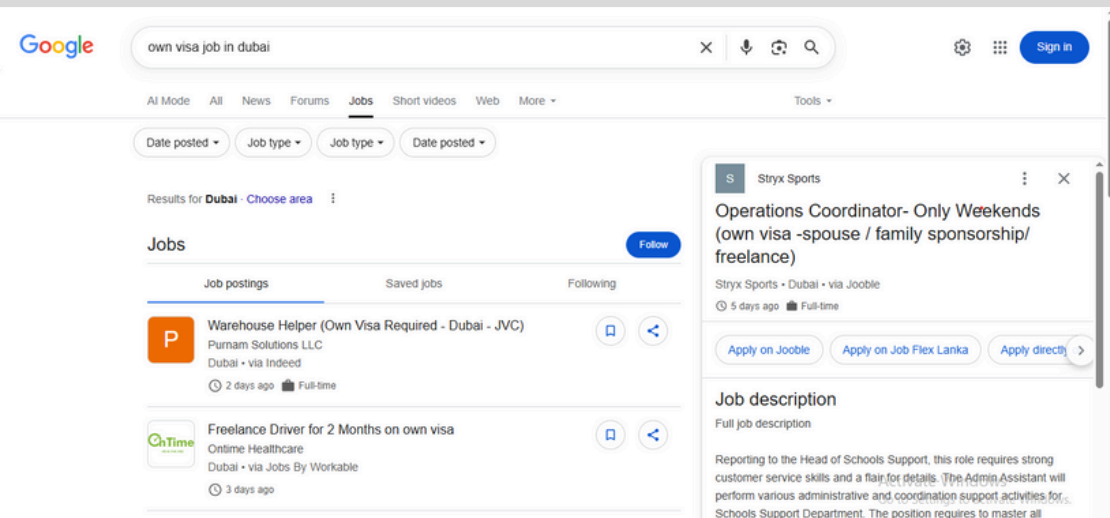 Google
own visa job in dubai
Sign in
AI Mode All News Forums Jobs Short videos Web More Tools
Date posted Job type Job type Date posted
Results for Dubai · Choose area
Jobs
Follow
Job postings Saved jobs Following
P
Warehouse Helper (Own Visa Required - Dubai - JVC)
Purnam Solutions LLC
Dubai • via Indeed
2 days ago Full-time
OnTime
Freelance Driver for 2 Months on own visa
Ontime Healthcare
Dubai • via Jobs By Workable
3 days ago
S
Stryx Sports
Operations Coordinator- Only Weekends
(own visa -spouse / family sponsorship/
freelance)
Stryx Sports • Dubai • via Jooble
5 days ago Full-time
Apply on Jooble Apply on Job Flex Lanka Apply directly
Job description
Full job description
Reporting to the Head of Schools Support, this role requires strong
customer service skills and a flair for details. The Admin Assistant will
perform various administrative and coordination support activities for
Schools Support Department. The position requires to master all
Activate Windows
Go to Settings to activate Windows.